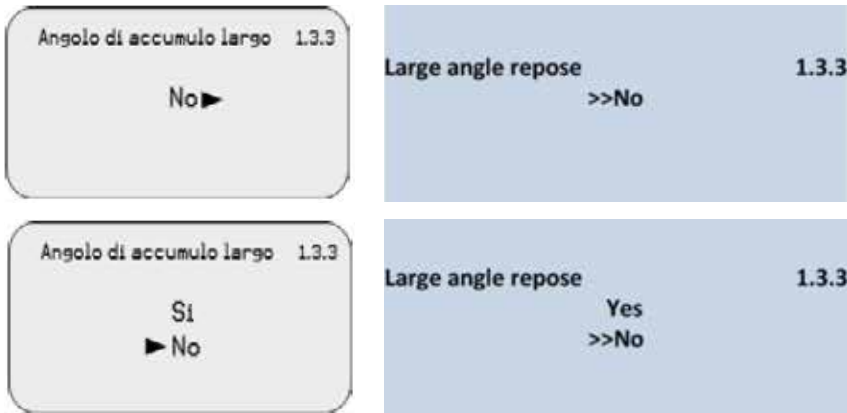 Angolo di accumulo largo 1.3.3
No►
Large angle repose 1.3.3
>>No
Angolo di accumulo largo 1.3.3
Si
►No
Large angle repose 1.3.3
Yes
>>No